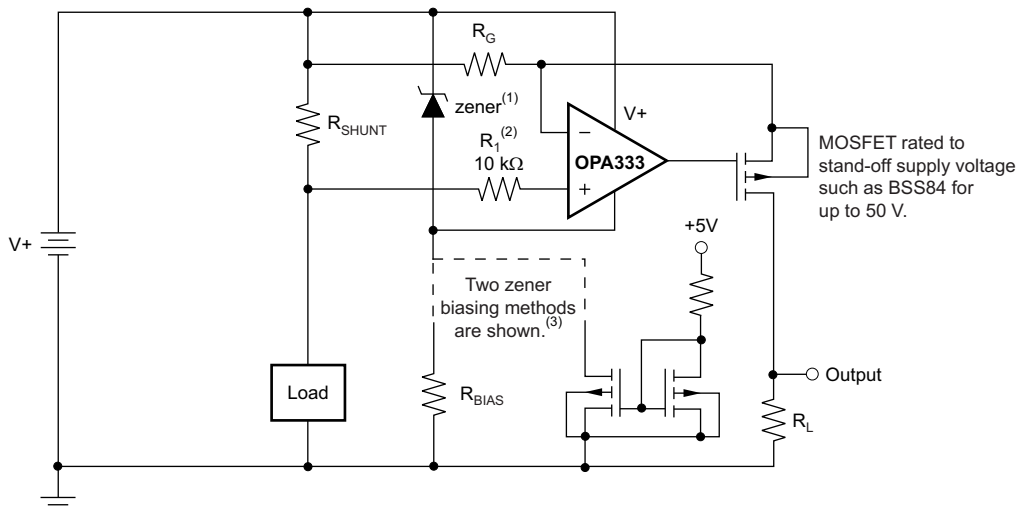 R_G
zener(1)
V+
R_SHUNT
R_1(2)
10 kΩ
−
OPA333
+
MOSFET rated to
stand-off supply voltage
such as BSS84 for
up to 50 V.
+5V
V+
Two zener
biasing methods
are shown.(3)
Load
R_BIAS
Output
R_L